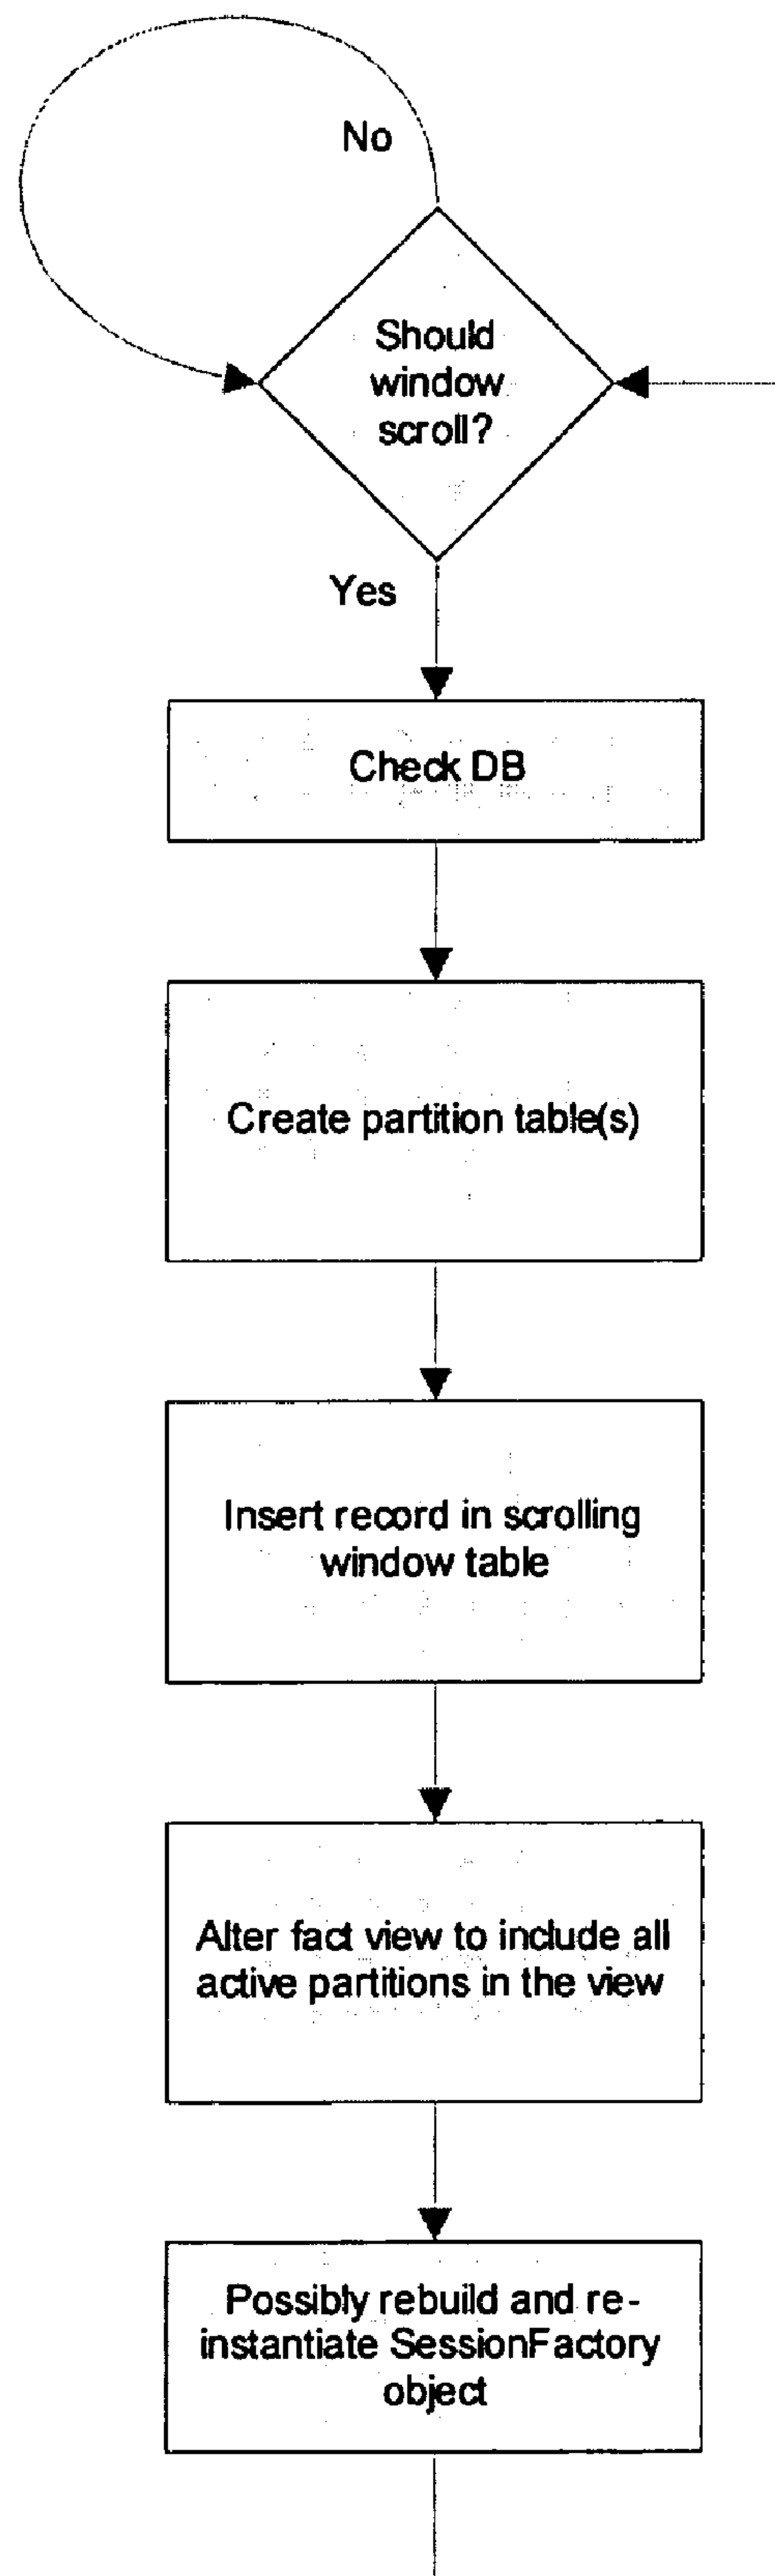 No
Should
window
scroll?
Yes
Check DB
Create partition table(s)
Insert record in scrolling
window table
Alter fact view to include all
active partitions in the view
Possibly rebuild and re-
instantiate SessionFactory
object